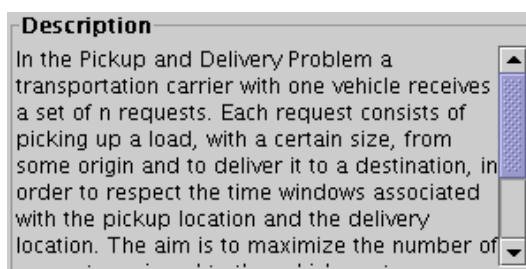 Description
In the Pickup and Delivery Problem a
transportation carrier with one vehicle receives
a set of n requests. Each request consists of
picking up a load, with a certain size, from
some origin and to deliver it to a destination, in
order to respect the time windows associated
with the pickup location and the delivery
location. The aim is to maximize the number of